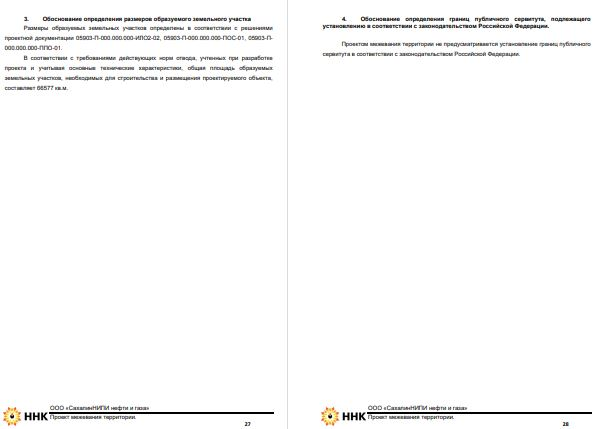 3. Обоснование определения размеров образуемого земельного участка
Размеры образуемых земельных участков определены в соответствии с решениями
проектной документации 05903-П-000.000.000-ИЛО2-02, 05903-П-000.000.000-ПОС-01, 05903-П-
000.000.000-ППО-01.
В соответствии с требованиями действующих норм отвода, учтенных при разработке
проекта и учитывая основные технические характеристики, общая площадь образуемых
земельных участков, необходимых для строительства и размещения проектируемого объекта,
составляет 66577 кв.м.
ННК
ООО «СахалинНИПИ нефти и газа»
Проект межевания территории.
27
4. Обоснование определения границ публичного сервитута, подлежащего
установлению в соответствии с законодательством Российской Федерации.
Проектом межевания территории не предусматривается установление границ публичного
сервитута в соответствии с законодательством Российской Федерации.
ННК
ООО «СахалинНИПИ нефти и газа»
Проект межевания территории.
28